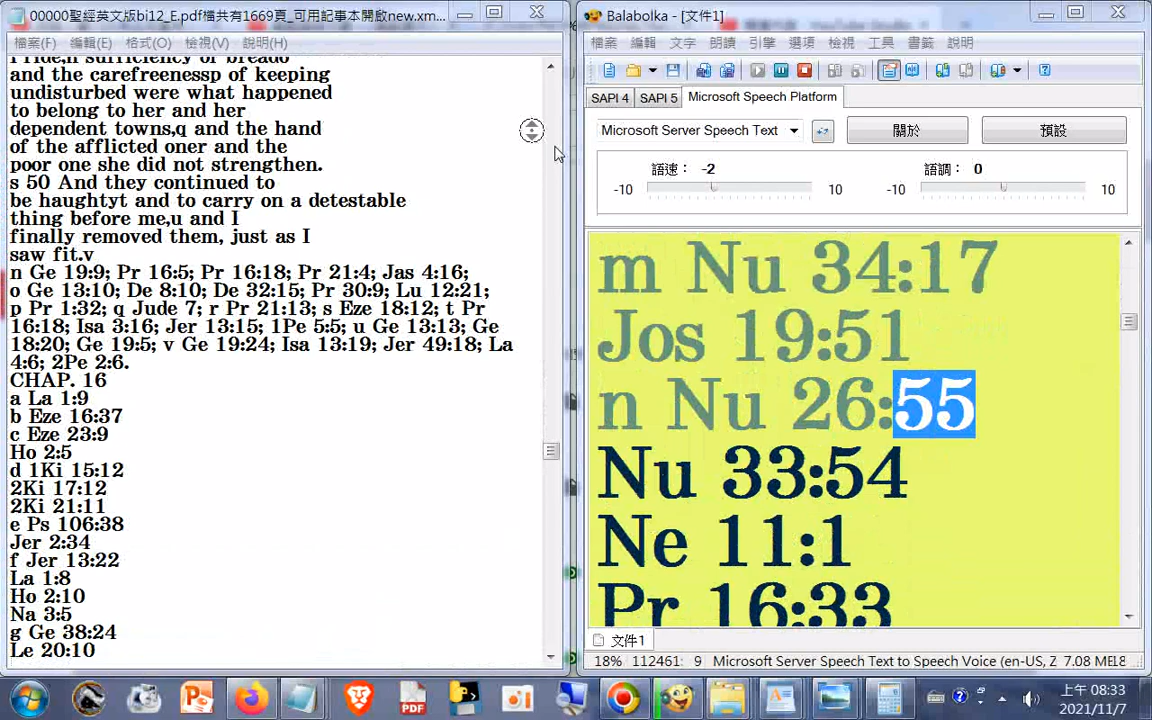 00000聖經英文版bi12_E.pdf檔共有1669頁_可用記事本開啟new.xm...
檔案(F) 編輯(E) 格式(O) 檢視(V) 說明(H)
and the carefreenessp of keeping
undisturbed were what happened
to belong to her and her
dependent towns,q and the hand
of the afflicted oner and the
poor one she did not strengthen.
s 50 And they continued to
be haughtyt and to carry on a detestable
thing before me,u and I
finally removed them, just as I
saw fit.v
n Ge 19:9; Pr 16:5; Pr 16:18; Pr 21:4; Jas 4:16;
o Ge 13:10; De 8:10; De 32:15; Pr 30:9; Lu 12:21;
p Pr 1:32; q Jude 7; r Pr 21:13; s Eze 18:12; t Pr
16:18; Isa 3:16; Jer 13:15; 1Pe 5:5; u Ge 13:13; Ge
18:20; Ge 19:5; v Ge 19:24; Isa 13:19; Jer 49:18; La
4:6; 2Pe 2:6.
CHAP. 16
a La 1:9
b Eze 16:37
c Eze 23:9
Ho 2:5
d 1Ki 15:12
2Ki 17:12
2Ki 21:11
e Ps 106:38
Jer 2:34
f Jer 13:22
La 1:8
Ho 2:10
Na 3:5
g Ge 38:24
Le 20:10
Balabolka - [文件1]
檔案 編輯 文字 朗讀 引擎 選項 檢視 工具 書籤 說明
SAPI 4 SAPI 5 Microsoft Speech Platform
Microsoft Server Speech Text 關於 預設
語速: -2 語調: 0
-10 10 -10 10
m Nu 34:17
Jos 19:51
n Nu 26:55
Nu 33:54
Ne 11:1
Pr 16:33
文件1
18% 112461: 9 Microsoft Server Speech Text to Speech Voice (en-US, Z 7.08 MEL8
PDF
上午 08:33
2021/11/7